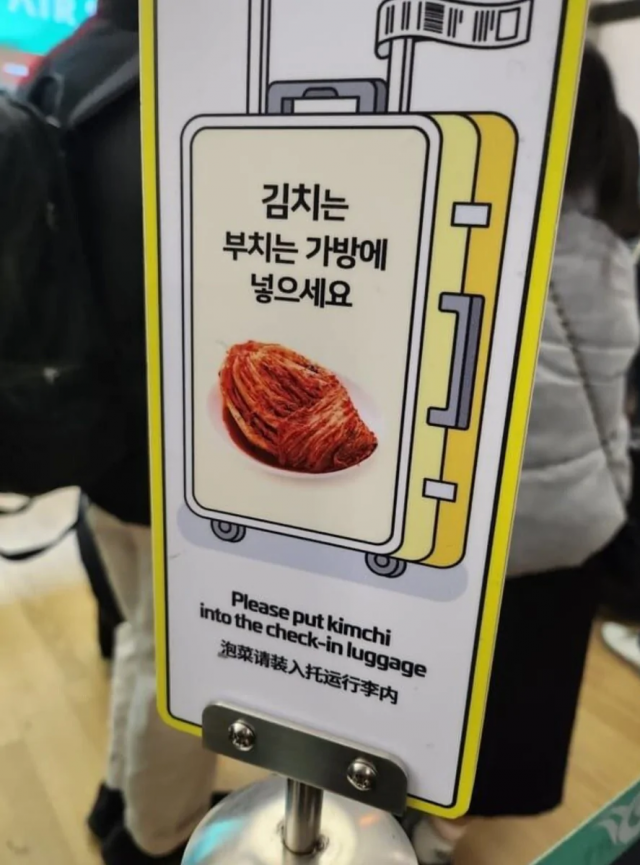 AIR
김치는
부치는 가방에
넣으세요
Please put kimchi
into the check-in luggage
泡菜请装入托运行李内